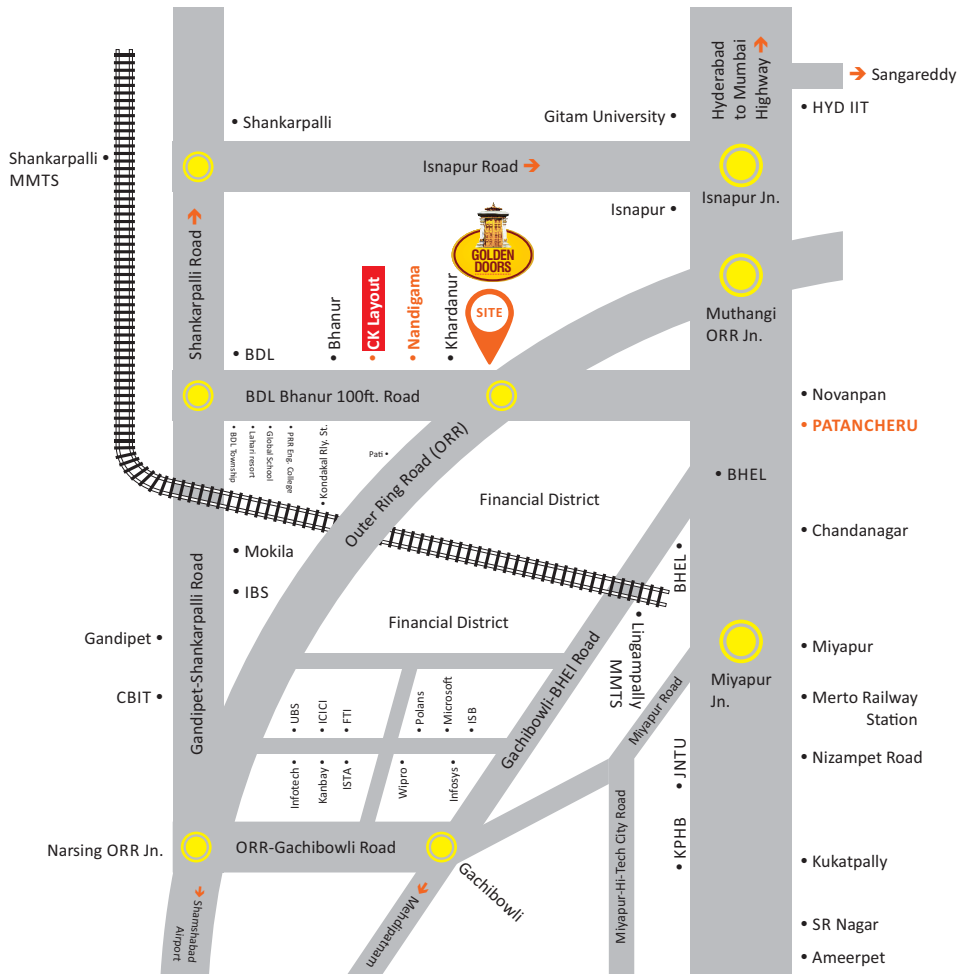 Hyderabad
to Mumbai
Highway
Sangareddy
• HYD IIT
Gitam University •
• Shankarpalli
Shankarpalli •
MMTS
Isnapur Road
Isnapur Jn.
Isnapur •
Shankarpalli Road
GOLDEN
DOORS
SITE
Muthangi
ORR Jn.
• BDL
• Bhanur
• CK Layout
• Nandigama
• Khardanur
BDL Bhanur 100ft. Road
• Novanpan
• PATANCHERU
• BDL Township
• Lahari resort
• Global School
• PRR Eng. College
• Kondakal Rly. St.
Pati •
Outer Ring Road (ORR)
• BHEL
Financial District
• Chandanagar
• Mokila
BHEL •
• IBS
Gandipet-Shankarpalli Road
Financial District
Gandipet •
• Lingampally
MMTS
• Miyapur
Miyapur
Jn.
CBIT •
Gachibowli-BHEl Road
Miyapur Road
• Merto Railway
Station
• UBS
• ICICI
• FTI
• Polans
• Microsoft
• ISB
• JNTU
• Nizampet Road
Infotech •
Kanbay •
ISTA •
Wipro •
Infosys •
KPHB •
Miyapur-Hi-Tech City Road
Narsing ORR Jn.
ORR-Gachibowli Road
Gachibowli
• Kukatpally
Shamshabad
Airport
Mehdipatnam
• SR Nagar
• Ameerpet